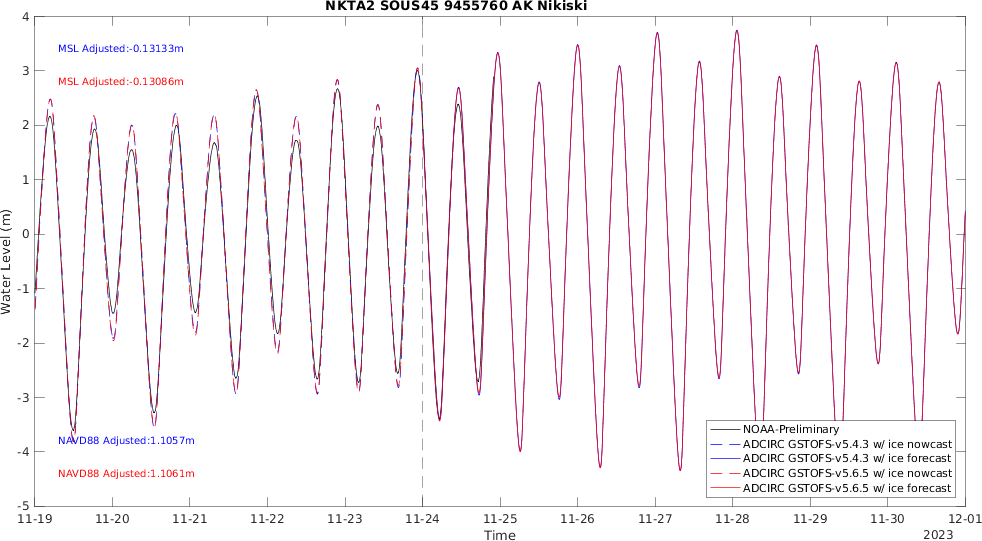 NKTA2 SOUS45 9455760 AK Nikiski
MSL Adjusted:-0.13133m
MSL Adjusted:-0.13086m
NAVD88 Adjusted:1.1057m
NAVD88 Adjusted:1.1061m
Water Level (m)
4
3
2
1
0
-1
-2
-3
-4
-5
NOAA-Preliminary
ADCIRC GSTOFS-v5.4.3 w/ ice nowcast
ADCIRC GSTOFS-v5.4.3 w/ ice forecast
ADCIRC GSTOFS-v5.6.5 w/ ice nowcast
ADCIRC GSTOFS-v5.6.5 w/ ice forecast
11-19 11-20 11-21 11-22 11-23 11-24 11-25 11-26 11-27 11-28 11-29 11-30 12-01
Time
2023